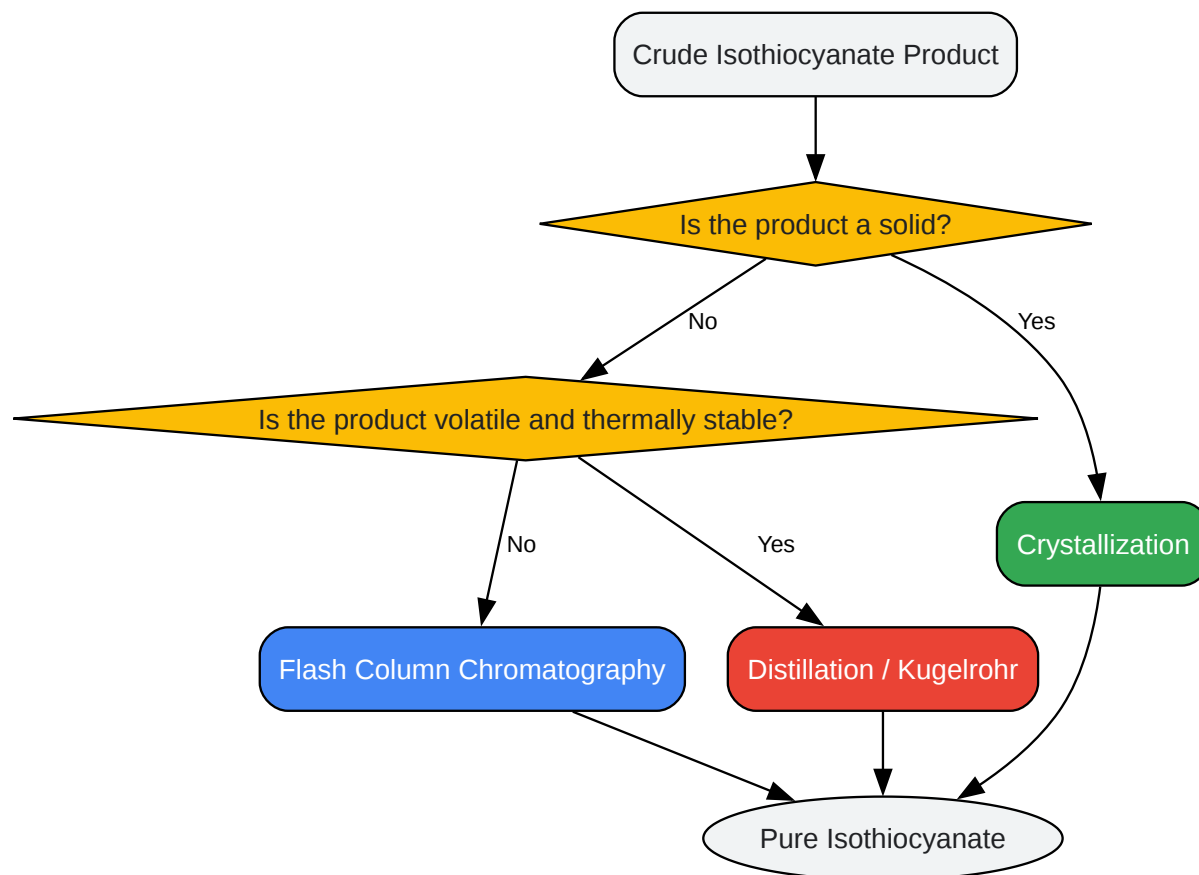 Crude Isothiocyanate Product
Is the product a solid?
No
Yes
Is the product volatile and thermally stable?
No
Yes
Crystallization
Flash Column Chromatography
Distillation / Kugelrohr
Pure Isothiocyanate